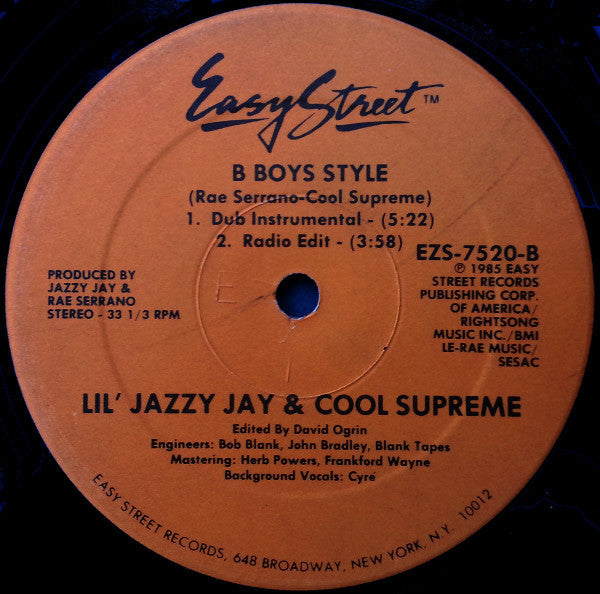 Easy Street ™
B BOYS STYLE
(Rae Serrano-Cool Supreme)
1. Dub Instrumental - (5:22)
2. Radio Edit - (3:58)
PRODUCED BY
JAZZY JAY &
RAE SERRANO
STEREO - 33 1/3 RPM
EZS-7520-B
℗ 1985 EASY
STREET RECORDS
PUBLISHING CORP.
OF AMERICA/
RIGHTSONG
MUSIC INC./BMI
LE-RAE MUSIC/
SESAC
LIL' JAZZY JAY & COOL SUPREME
Edited By David Ogrin
Engineers: Bob Blank, John Bradley, Blank Tapes
Mastering: Herb Powers, Frankford Wayne
Background Vocals: Cyré
EASY STREET RECORDS, 648 BROADWAY, NEW YORK, N.Y. 10012